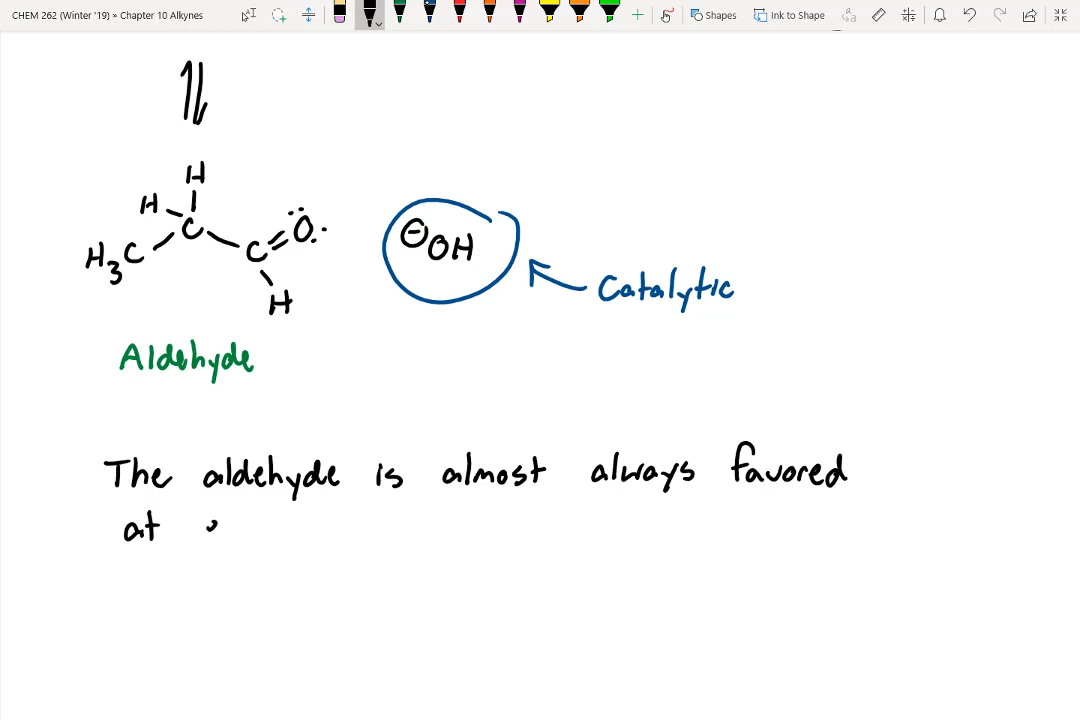 CHEM 262 (Winter '19) » Chapter 10 Alkynes
Shapes
Ink to Shape
H
H
C
H3C
C=O
H
⊖OH
Catalytic
Aldehyde
The aldehyde is almost always favored
at